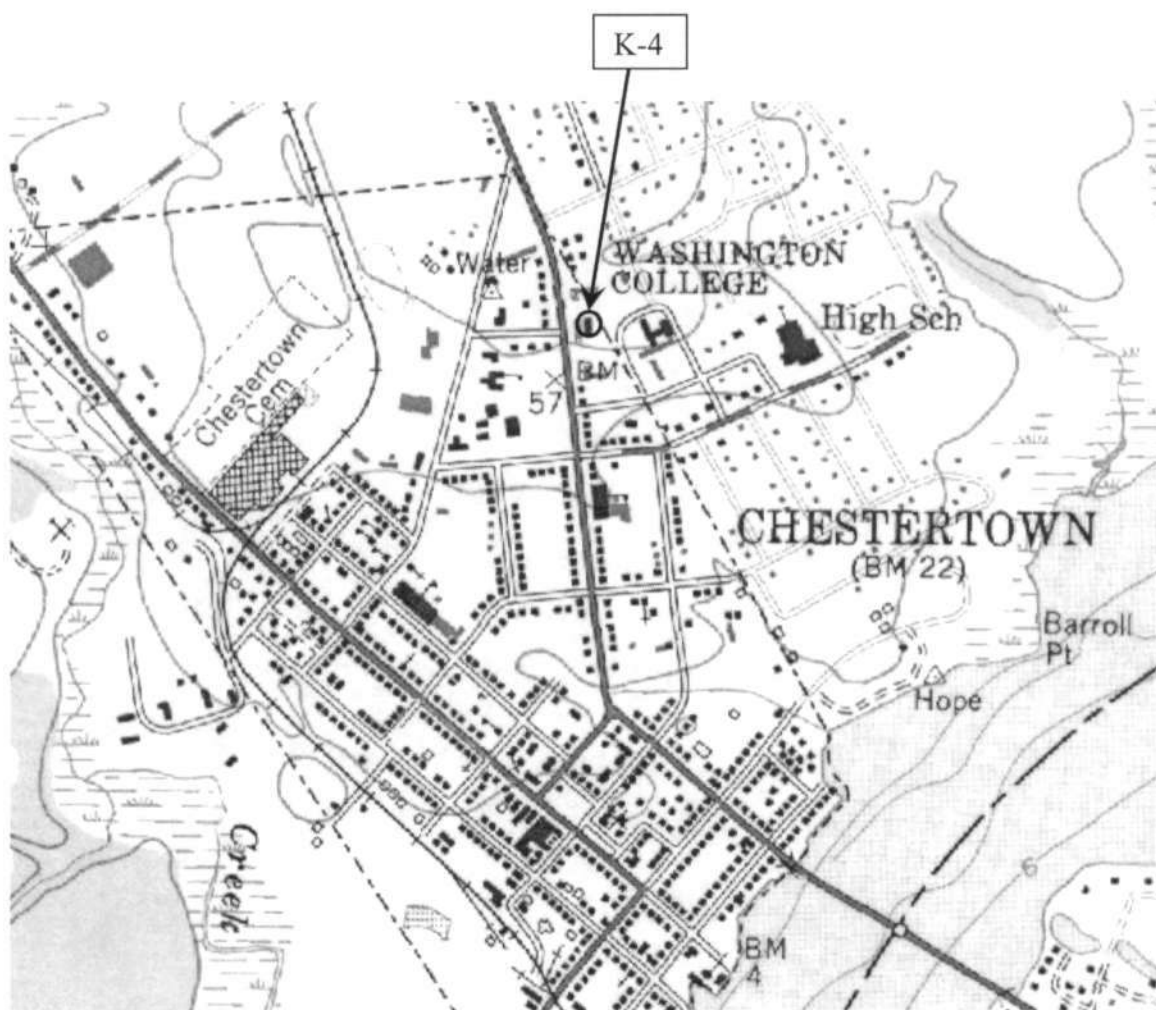 K-4
WASHINGTON
COLLEGE
Water
High Sch
BM
57
Chestertown
Cem
CHESTERTOWN
(BM 22)
Barroll
Pt
Hope
6
Creek
BM
4